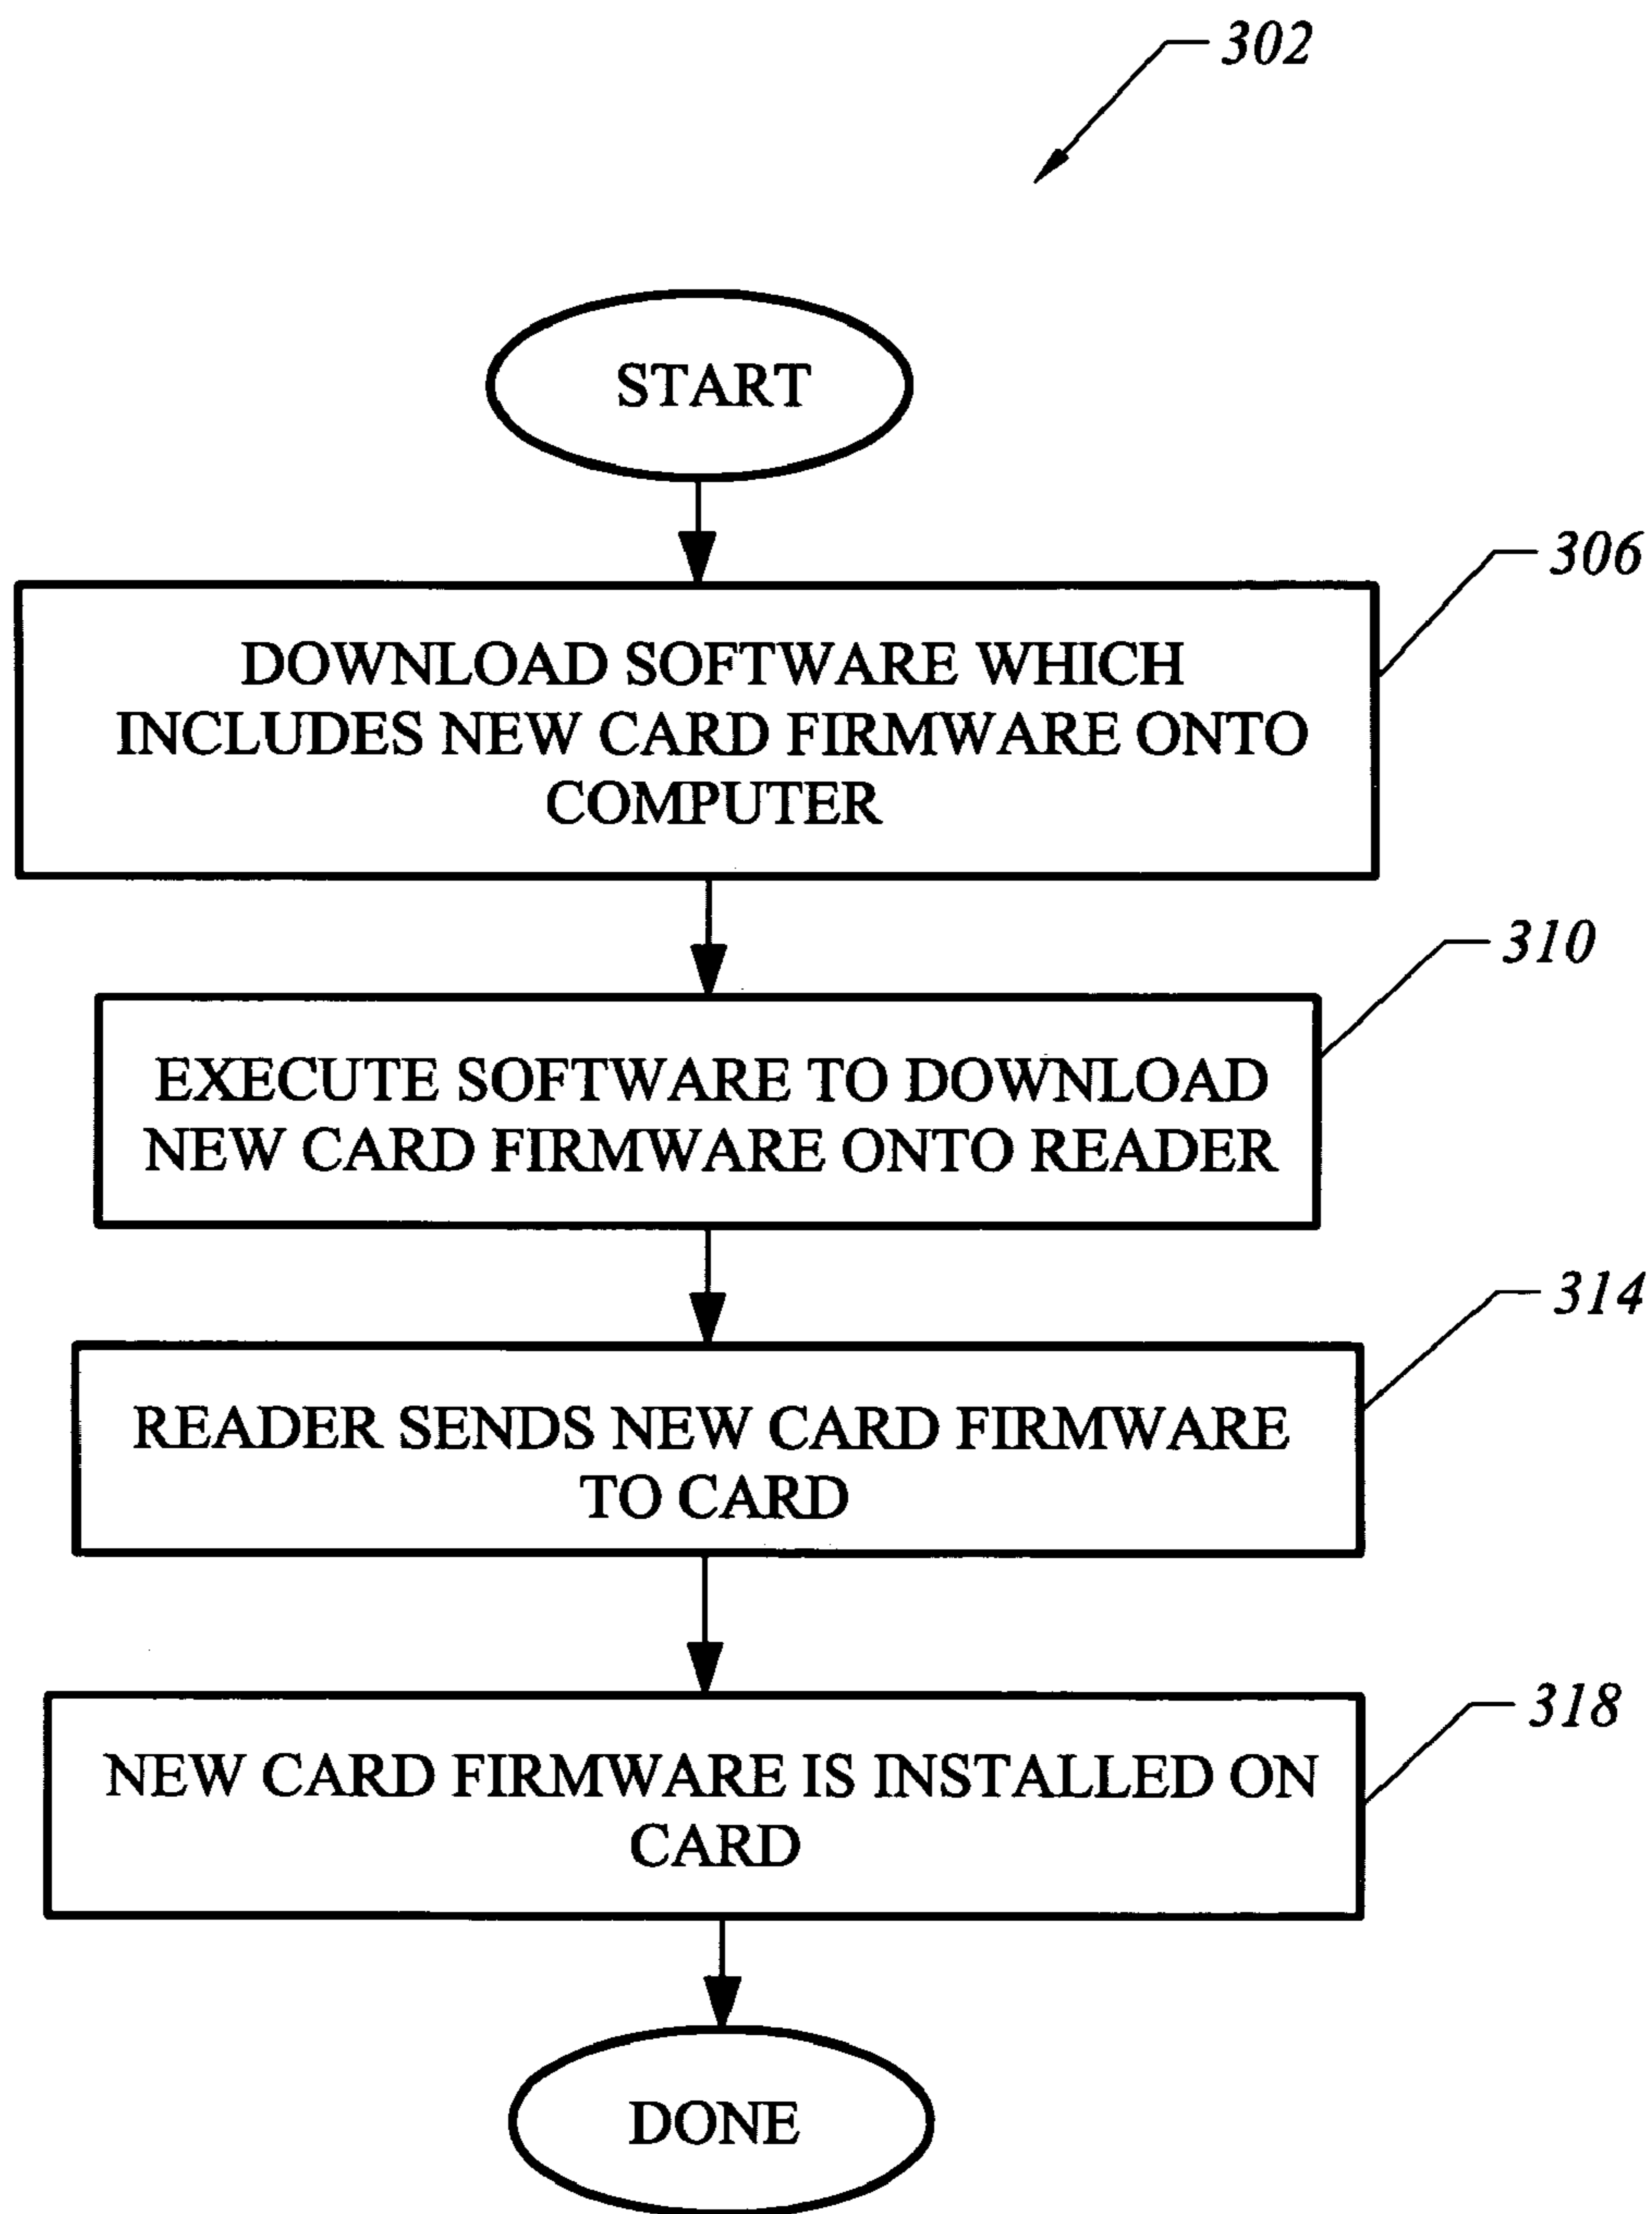 302
START
306
DOWNLOAD SOFTWARE WHICH
INCLUDES NEW CARD FIRMWARE ONTO
COMPUTER
310
EXECUTE SOFTWARE TO DOWNLOAD
NEW CARD FIRMWARE ONTO READER
314
READER SENDS NEW CARD FIRMWARE
TO CARD
318
NEW CARD FIRMWARE IS INSTALLED ON
CARD
DONE